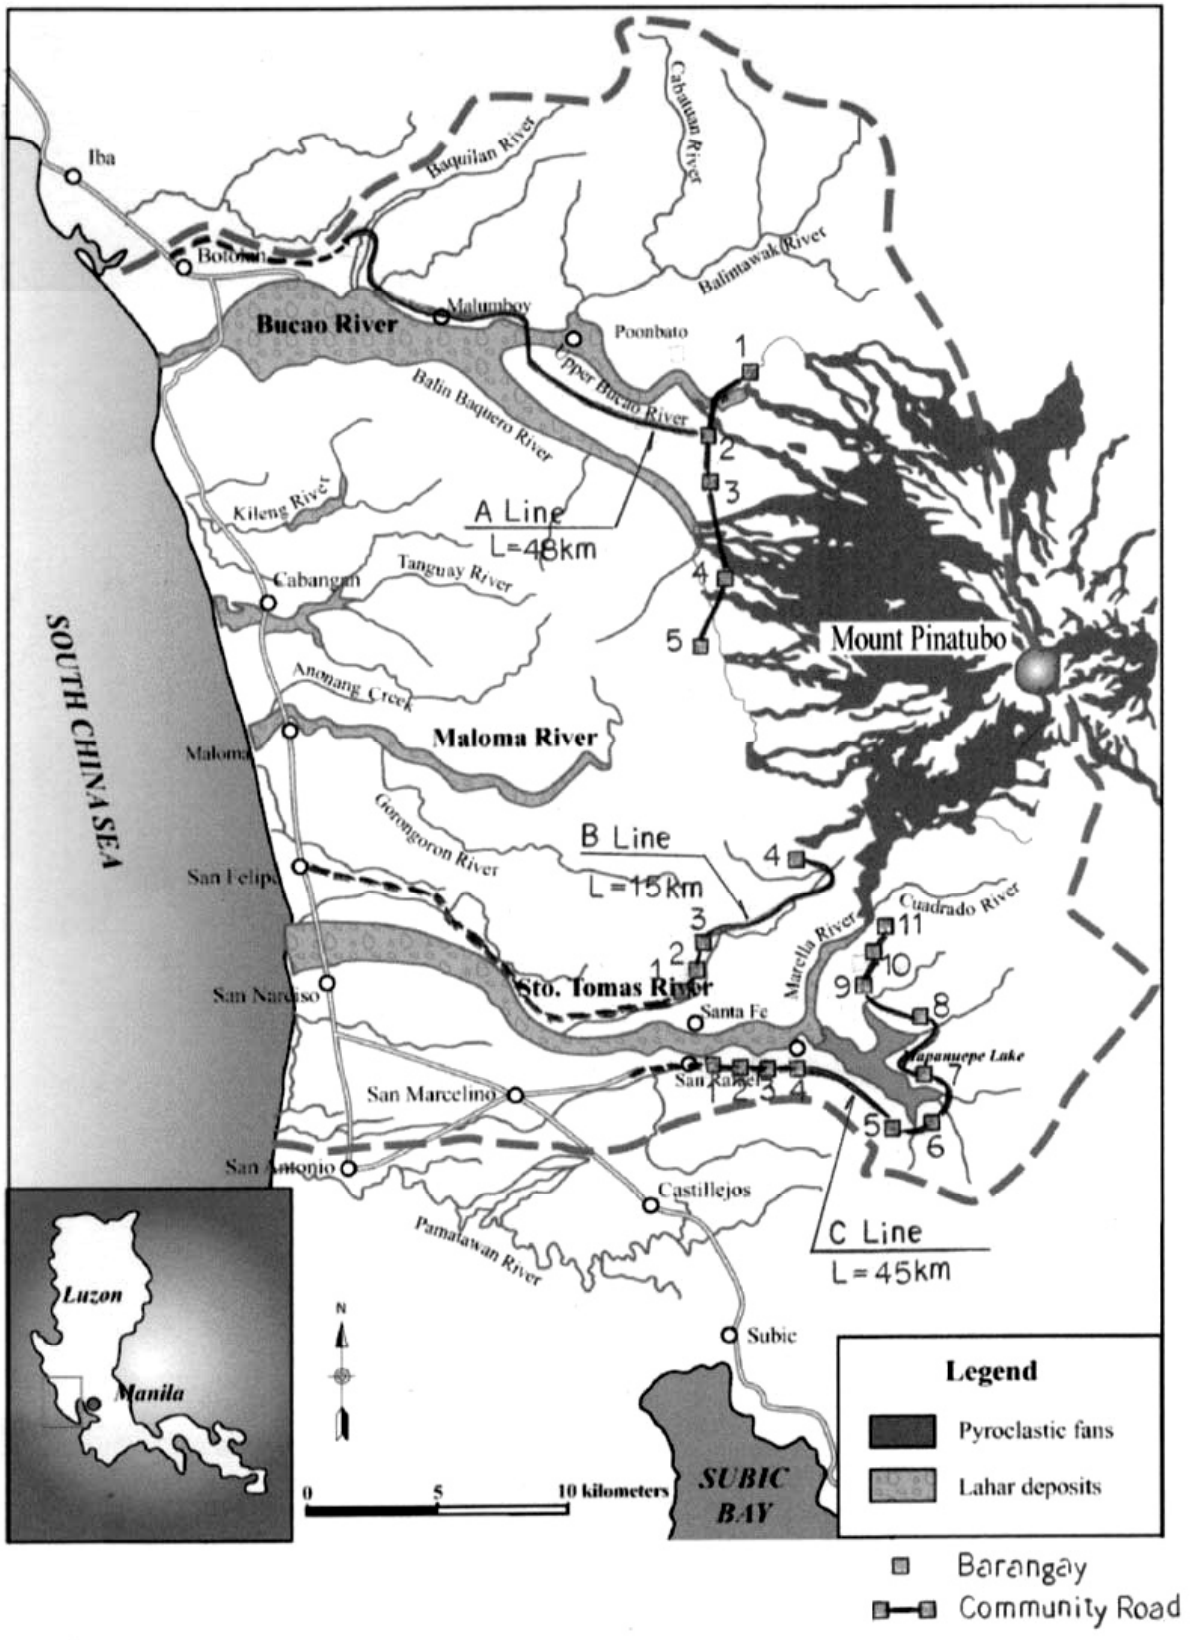 Cabatuan River
Baquilan River
Iba
Botolan
Balintawak River
Malumboy
Bucao River
Poonbato
1
Upper Bucao River
Balin Baquero River
2
3
Kileng River
A Line
L=48km
Tanguay River
Cabangan
4
SOUTH CHINA SEA
Mount Pinatubo
5
Anonang Creek
Maloma River
Maloma
Gorongoron River
B Line
L=15km
4
San Felipe
Cuadrado River
3
11
Marella River
2
10
1
9
San Narciso
Sto. Tomas River
Santa Fe
8
Mapanuepe Lake
San Rafael
1 2 3 4
7
San Marcelino
5
6
San Antonio
Castillejos
Pamatawan River
C Line
L=45km
Luzon
N
Subic
Manila
Legend
Pyroclastic fans
Lahar deposits
SUBIC
BAY
0 5 10 kilometers
Barangay
Community Road